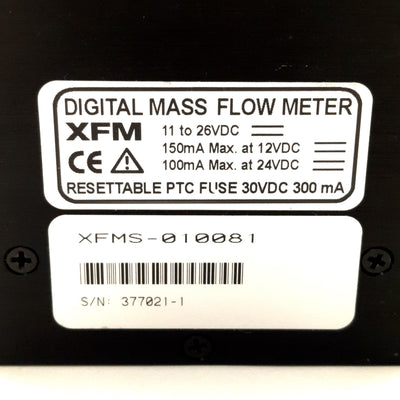 DIGITAL MASS FLOW METER
XFM 11 to 26VDC
150mA Max. at 12VDC
CE 100mA Max. at 24VDC
RESETTABLE PTC FUSE 30VDC 300 mA
XFMS-010081
S/N: 377021-1